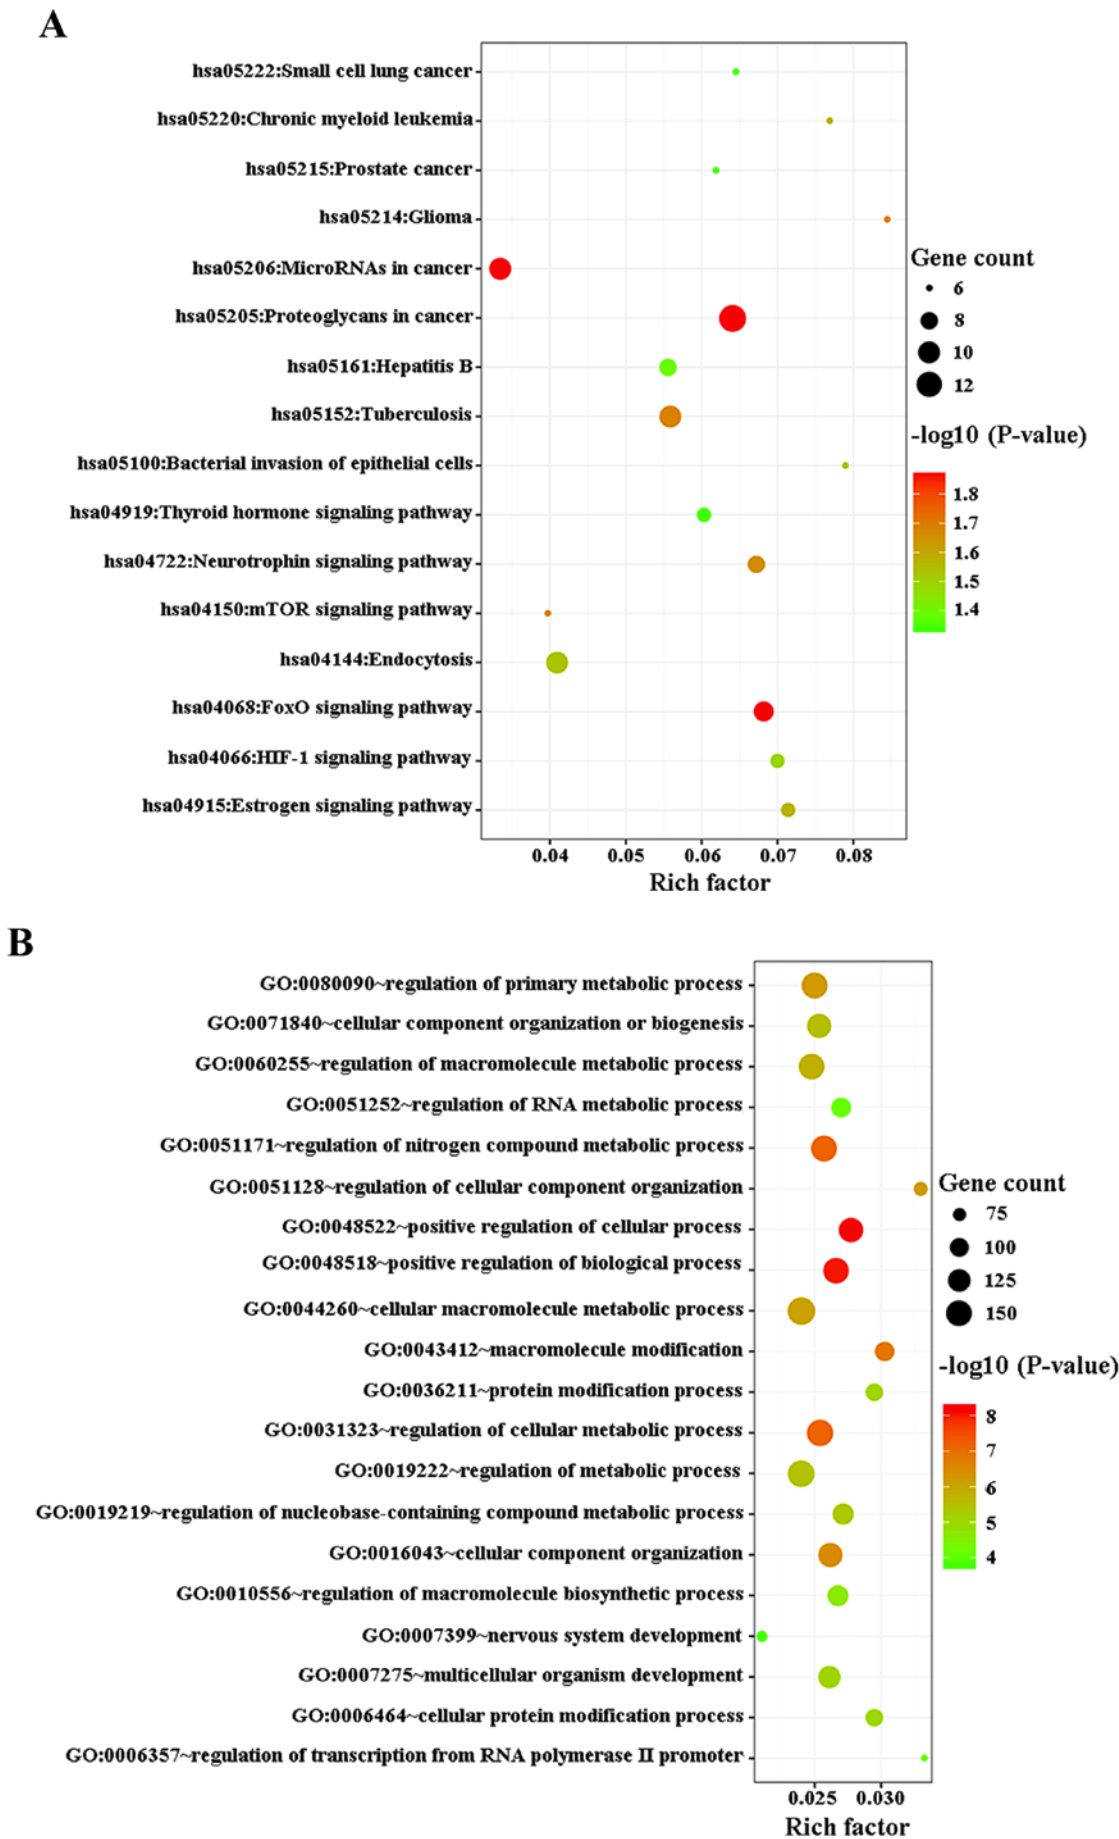 A
hsa05222:Small cell lung cancer
hsa05220:Chronic myeloid leukemia
hsa05215:Prostate cancer
hsa05214:Glioma
hsa05206:MicroRNAs in cancer
hsa05205:Proteoglycans in cancer
hsa05161:Hepatitis B
hsa05152:Tuberculosis
hsa05100:Bacterial invasion of epithelial cells
hsa04919:Thyroid hormone signaling pathway
hsa04722:Neurotrophin signaling pathway
hsa04150:mTOR signaling pathway
hsa04144:Endocytosis
hsa04068:FoxO signaling pathway
hsa04066:HIF-1 signaling pathway
hsa04915:Estrogen signaling pathway
0.04 0.05 0.06 0.07 0.08
Rich factor
Gene count
6
8
10
12
-log10 (P-value)
1.8
1.7
1.6
1.5
1.4
B
GO:0080090~regulation of primary metabolic process
GO:0071840~cellular component organization or biogenesis
GO:0060255~regulation of macromolecule metabolic process
GO:0051252~regulation of RNA metabolic process
GO:0051171~regulation of nitrogen compound metabolic process
GO:0051128~regulation of cellular component organization
GO:0048522~positive regulation of cellular process
GO:0048518~positive regulation of biological process
GO:0044260~cellular macromolecule metabolic process
GO:0043412~macromolecule modification
GO:0036211~protein modification process
GO:0031323~regulation of cellular metabolic process
GO:0019222~regulation of metabolic process
GO:0019219~regulation of nucleobase-containing compound metabolic process
GO:0016043~cellular component organization
GO:0010556~regulation of macromolecule biosynthetic process
GO:0007399~nervous system development
GO:0007275~multicellular organism development
GO:0006464~cellular protein modification process
GO:0006357~regulation of transcription from RNA polymerase II promoter
0.025 0.030
Rich factor
Gene count
75
100
125
150
-log10 (P-value)
8
7
6
5
4